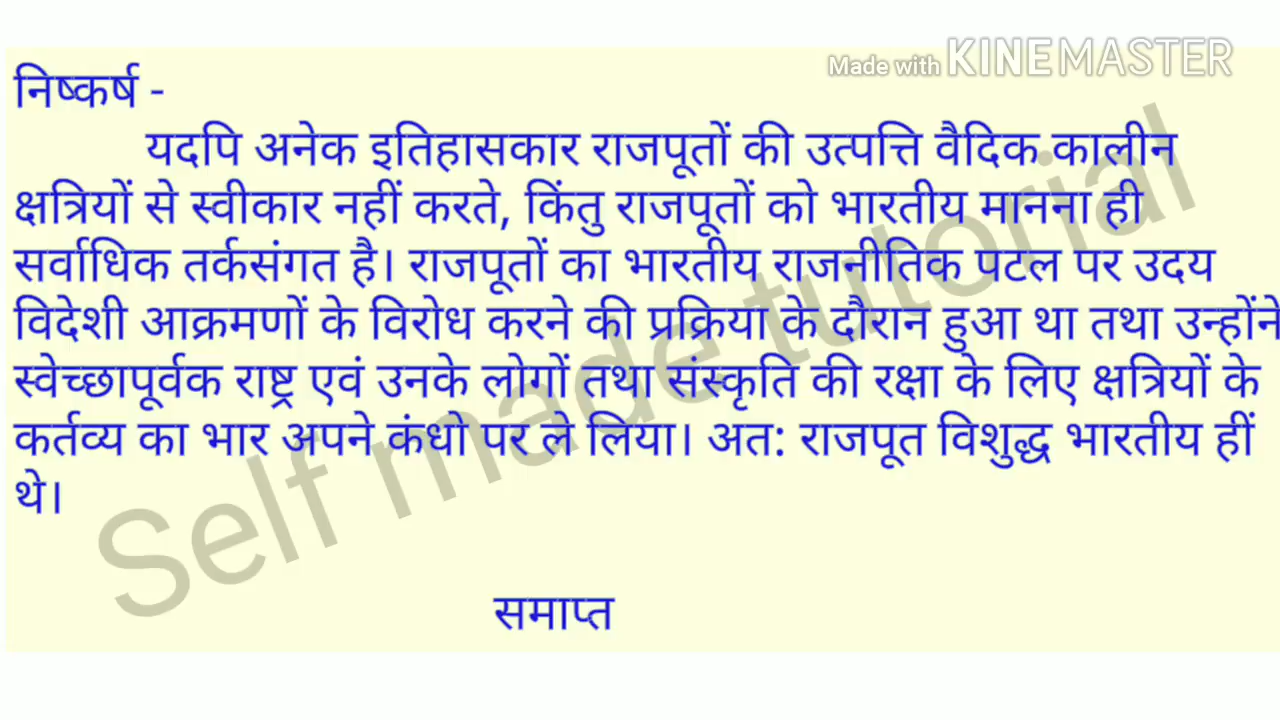 Made with KINEMASTER
निष्कर्ष -
यदपि अनेक इतिहासकार राजपूतों की उत्पत्ति वैदिक कालीन
क्षत्रियों से स्वीकार नहीं करते, किंतु राजपूतों को भारतीय मानना ही
सर्वाधिक तर्कसंगत है। राजपूतों का भारतीय राजनीतिक पटल पर उदय
विदेशी आक्रमणों के विरोध करने की प्रक्रिया के दौरान हुआ था तथा उन्होंने
स्वेच्छापूर्वक राष्ट्र एवं उनके लोगों तथा संस्कृति की रक्षा के लिए क्षत्रियों के
कर्तव्य का भार अपने कंधो पर ले लिया। अत: राजपूत विशुद्ध भारतीय हीं
थे।
समाप्त
Self made tutorial